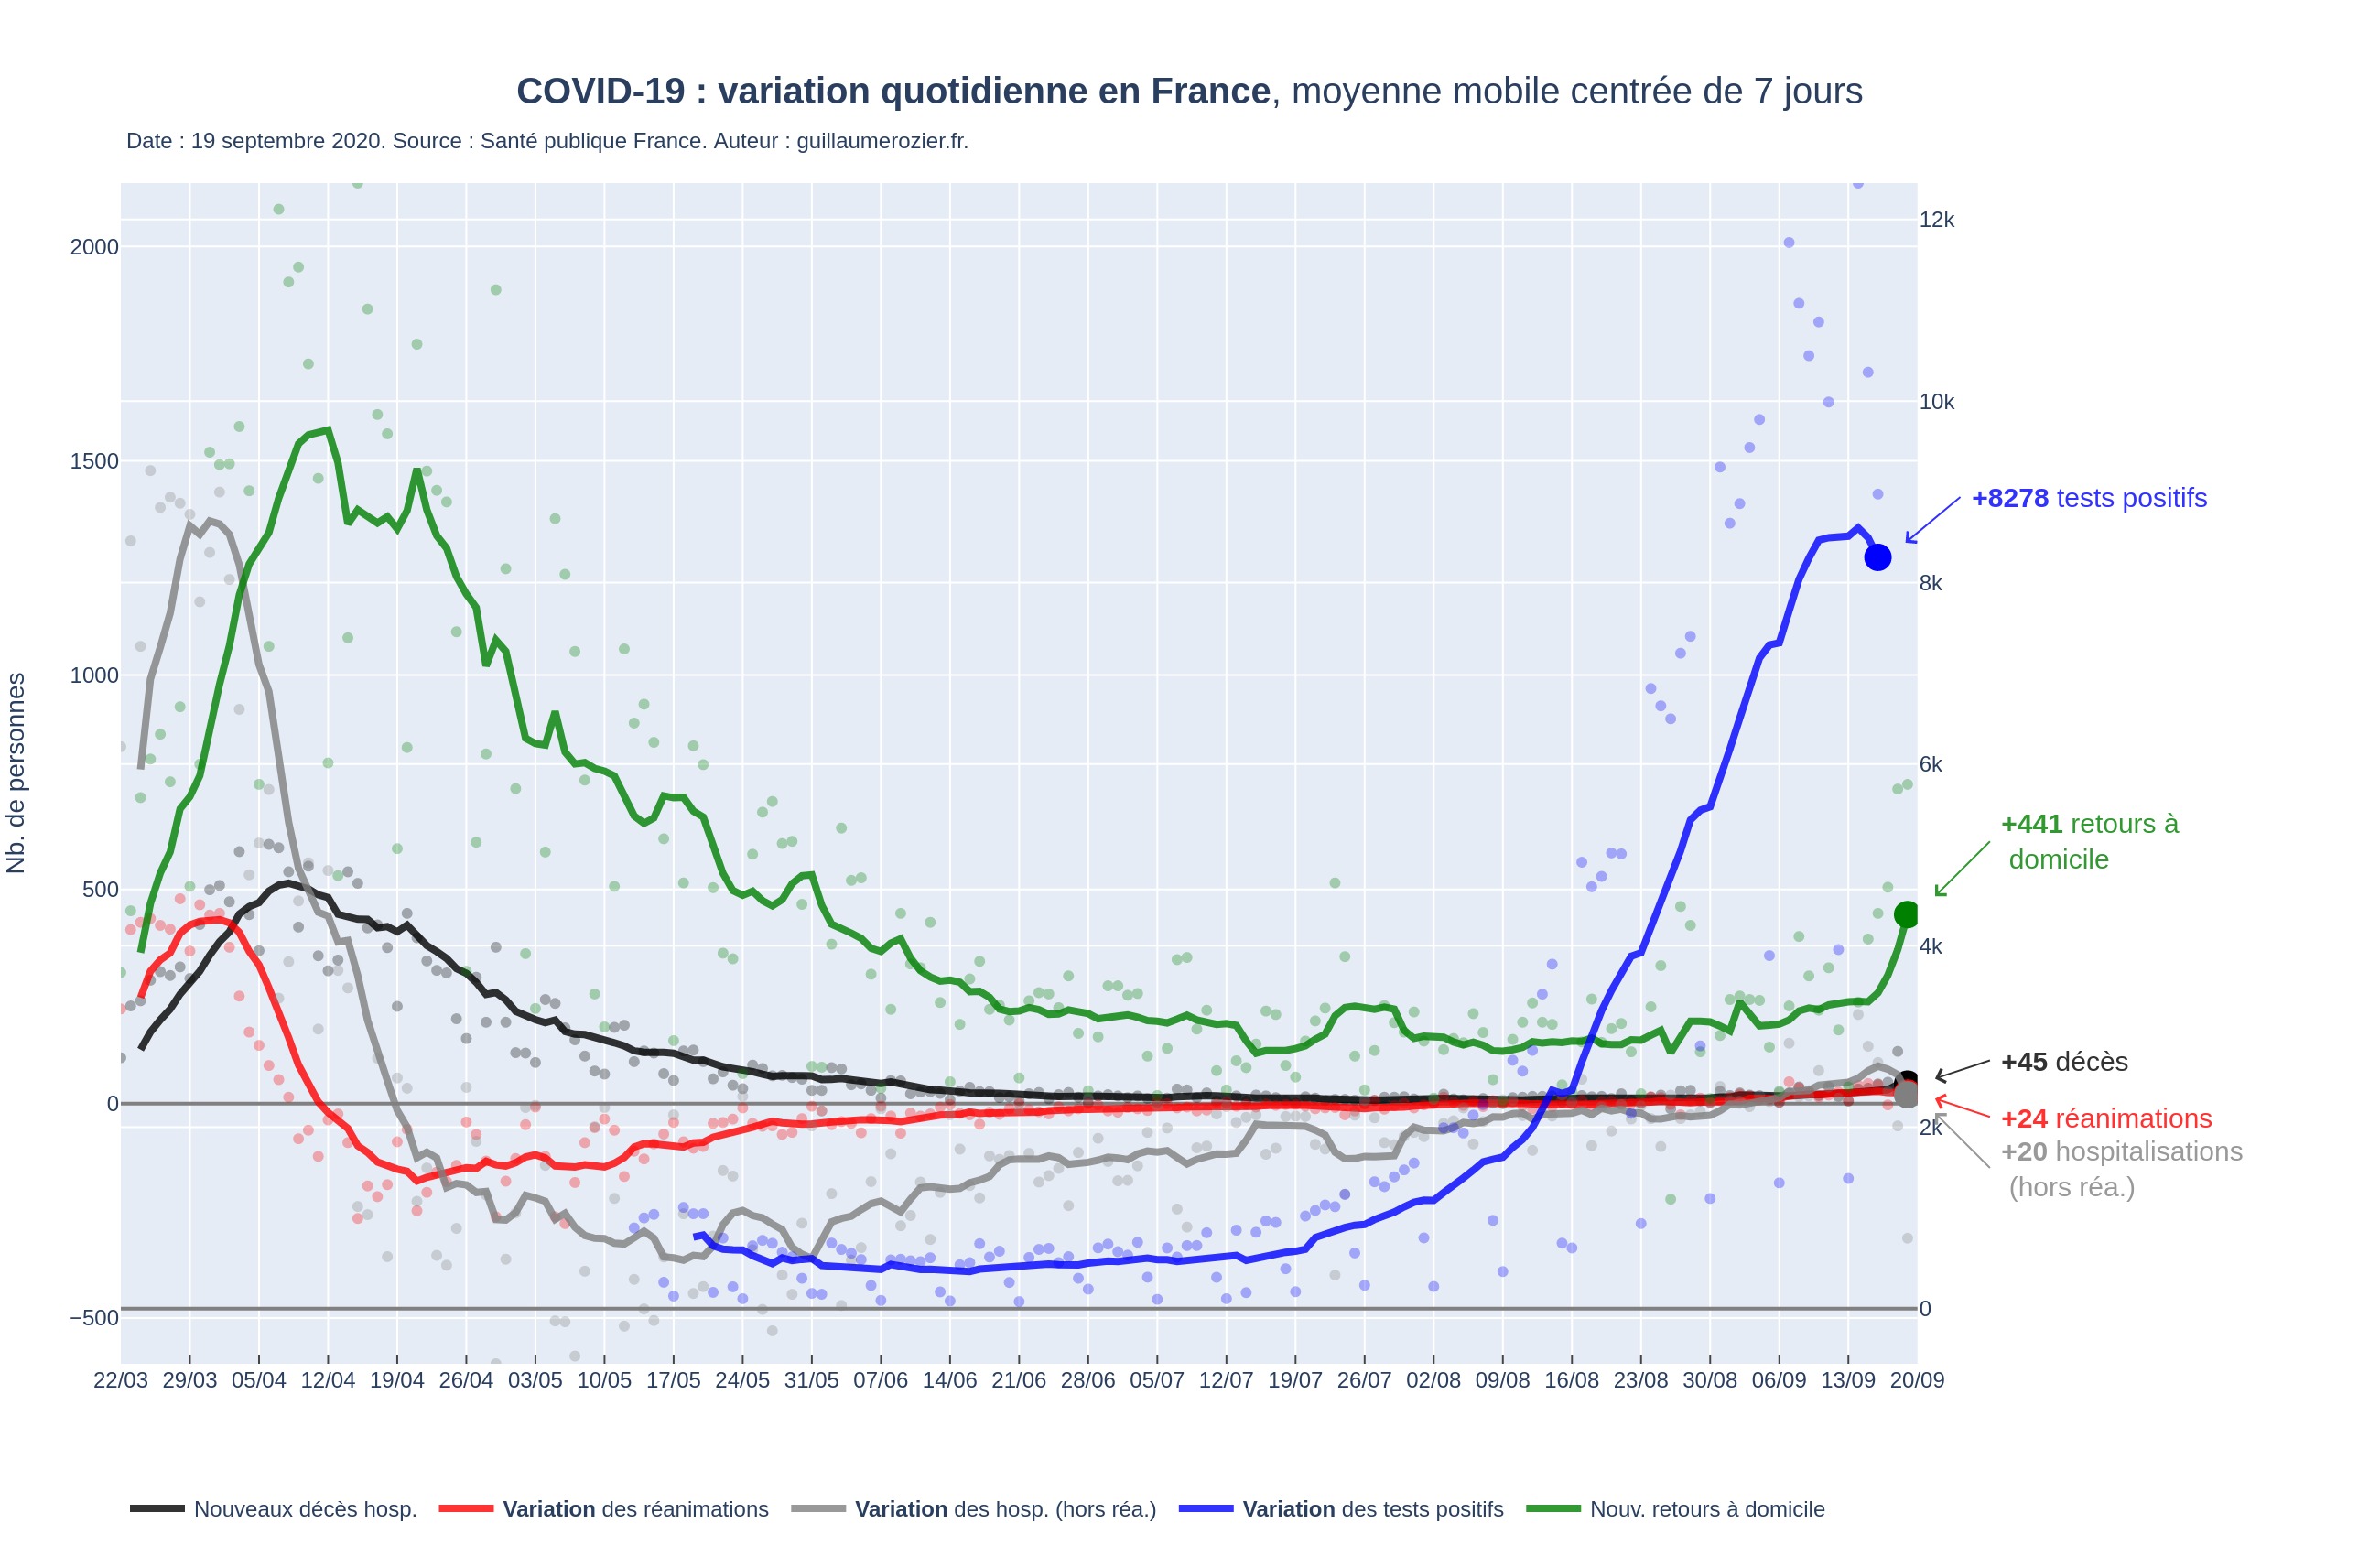 COVID-19 : variation quotidienne en France, moyenne mobile centrée de 7 jours
Date : 19 septembre 2020. Source : Santé publique France. Auteur : guillaumerozier.fr.
Nb. de personnes
2000
1500
1000
500
0
−500
12k
10k
8k
6k
4k
2k
0
+8278 tests positifs
+441 retours à
domicile
+45 décès
+24 réanimations
+20 hospitalisations
(hors réa.)
22/03 29/03 05/04 12/04 19/04 26/04 03/05 10/05 17/05 24/05 31/05 07/06 14/06 21/06 28/06 05/07 12/07 19/07 26/07 02/08 09/08 16/08 23/08 30/08 06/09 13/09 20/09
Nouveaux décès hosp. Variation des réanimations Variation des hosp. (hors réa.) Variation des tests positifs Nouv. retours à domicile